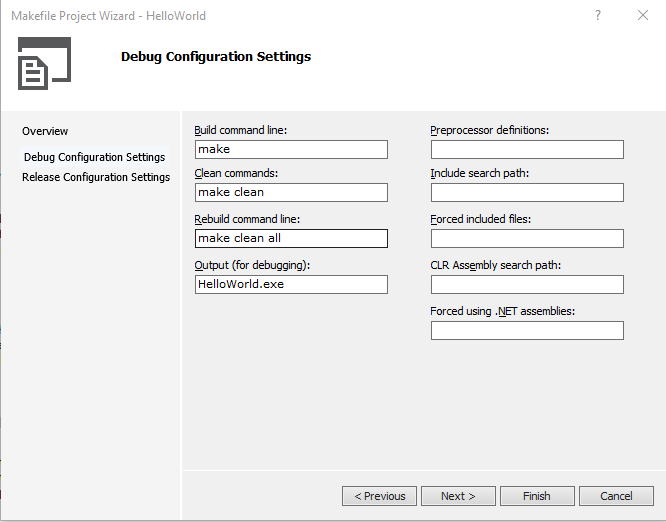 Makefile Project Wizard - HelloWorld
?
Debug Configuration Settings
Overview
Debug Configuration Settings
Release Configuration Settings
Build command line:
make
Clean commands:
make clean
Rebuild command line:
make clean all
Output (for debugging):
HelloWorld.exe
Preprocessor definitions:
Include search path:
Forced included files:
CLR Assembly search path:
Forced using .NET assemblies:
< Previous
Next >
Finish
Cancel